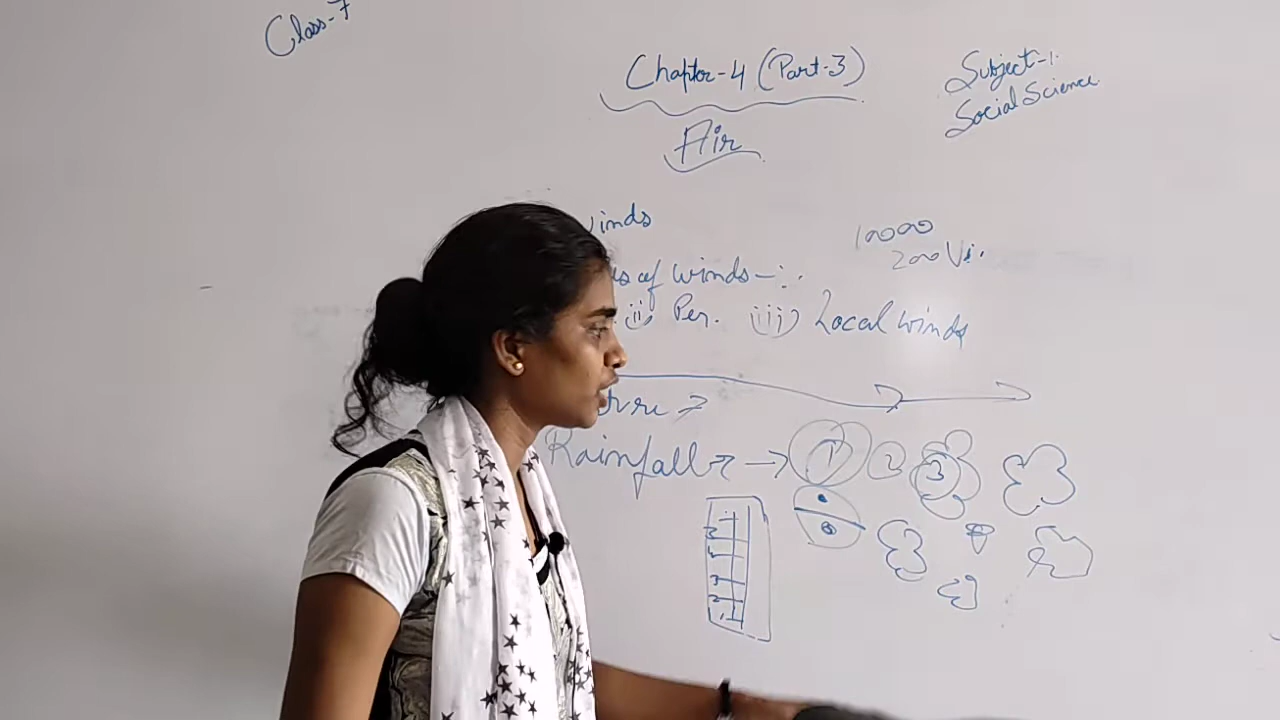 Class-7
Chapter-4 (Part-3)
Subject-1.
Social Science
Air
winds
10000
200
of winds-:.
ii) Per. iii) Local winds
Rainfall
1 2 3